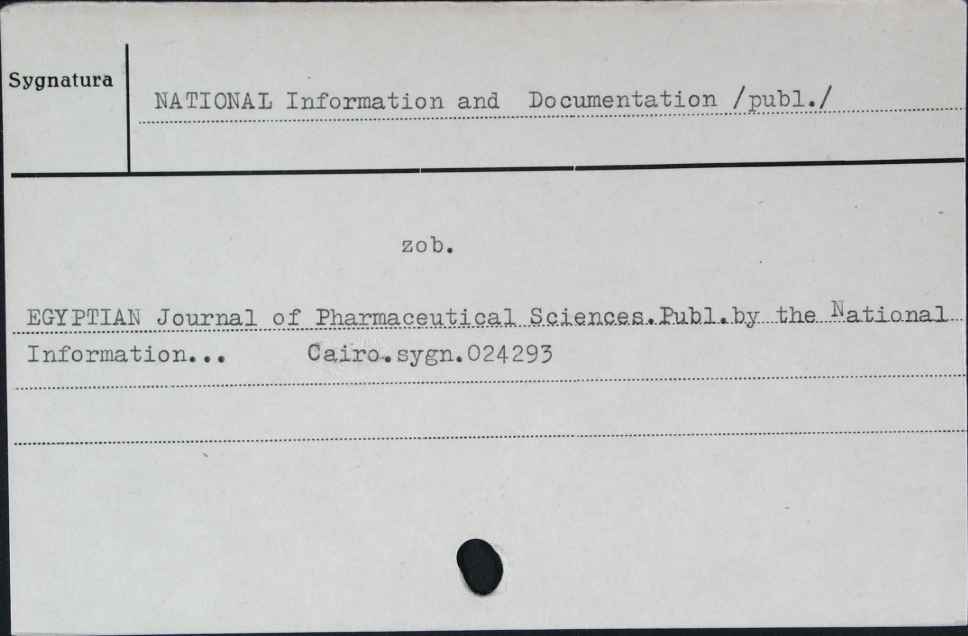 Sygnatura
NATIONAL Information and Documentation /publ./
zob.
EGYPTIAN Journal of Pharmaceutical Sciences.Publ.by the National
Information... Cairo.sygn.024293